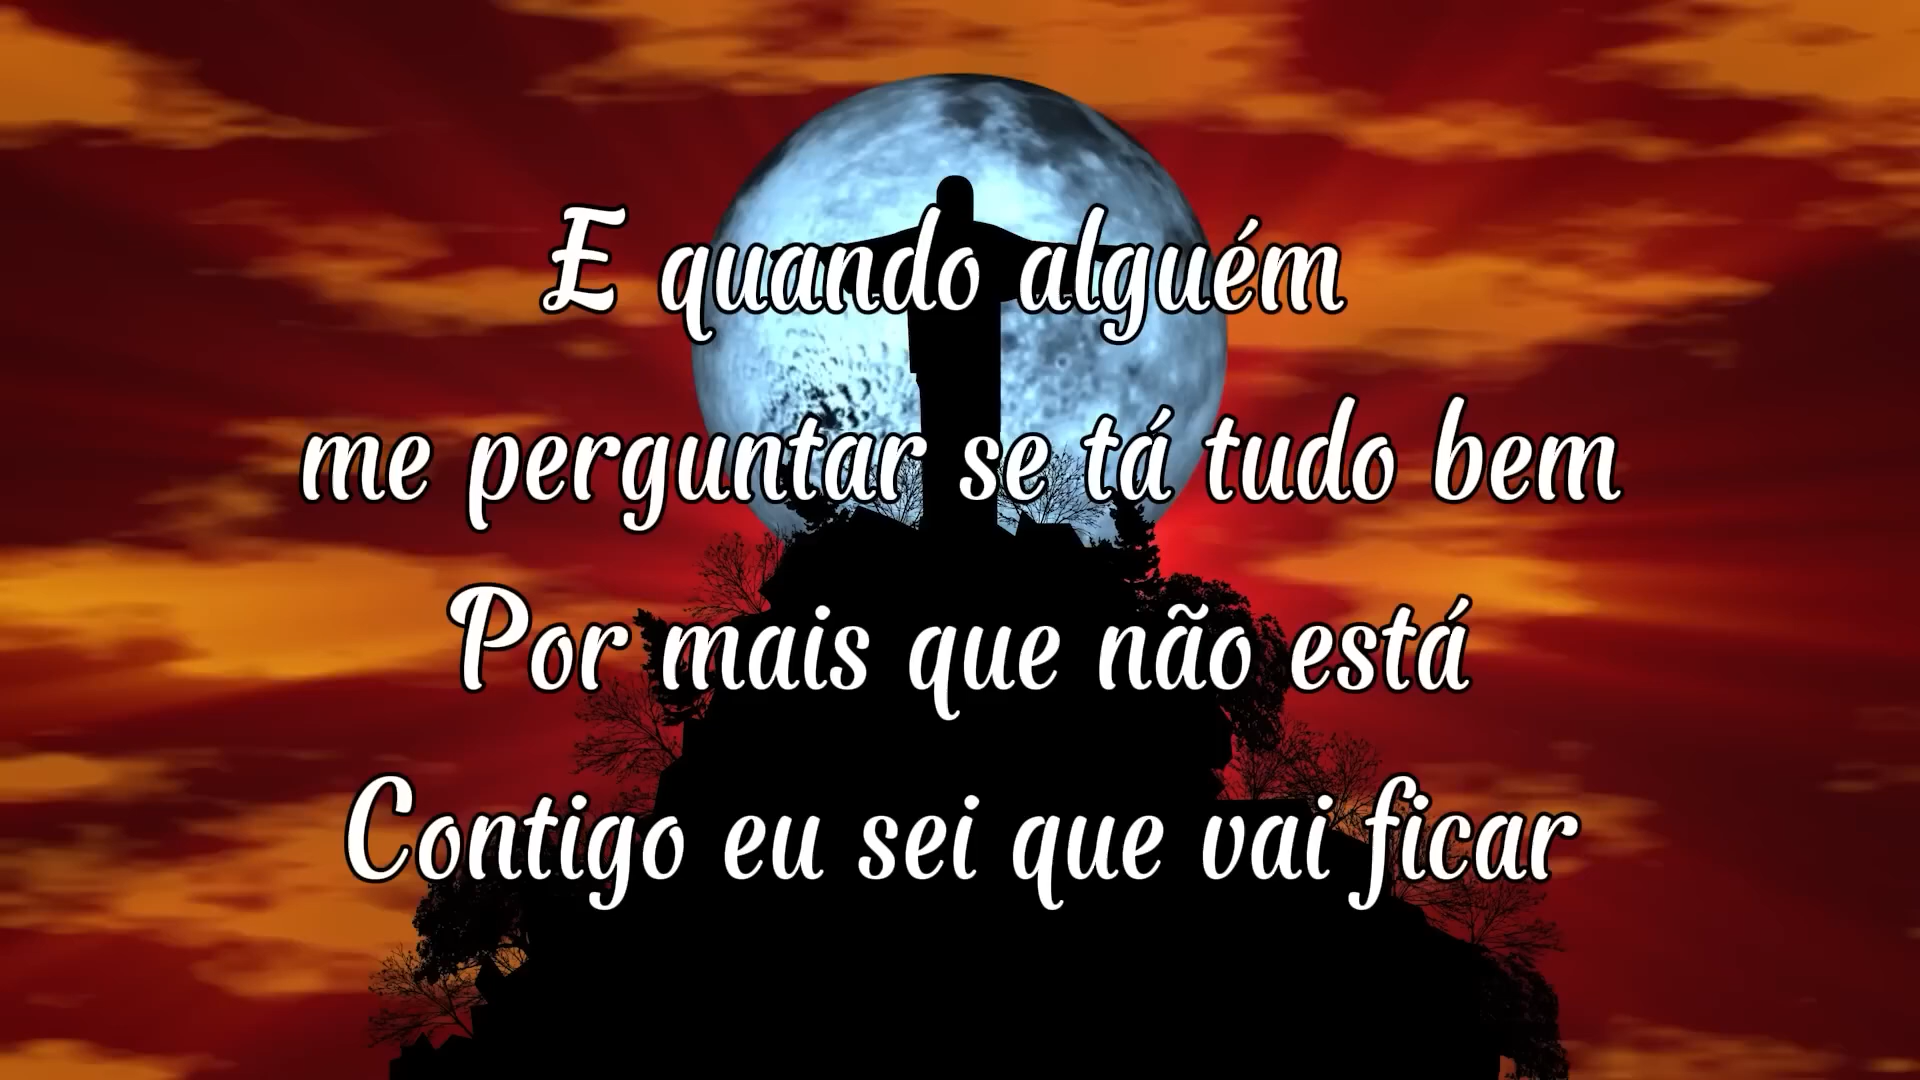 E quando alguém
me perguntar se tá tudo bem
Por mais que não está
Contigo eu sei que vai ficar